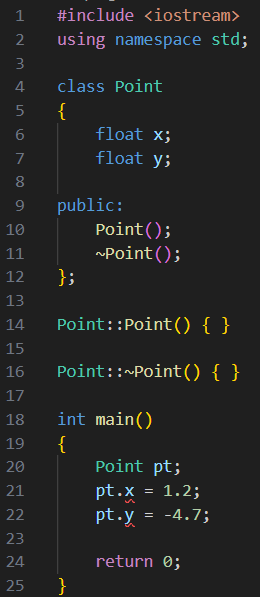 1 #include <iostream>
2 using namespace std;
3
4 class Point
5 {
6     float x;
7     float y;
8
9 public:
10     Point();
11     ~Point();
12 };
13
14 Point::Point() { }
15
16 Point::~Point() { }
17
18 int main()
19 {
20     Point pt;
21     pt.x = 1.2;
22     pt.y = -4.7;
23
24     return 0;
25 }